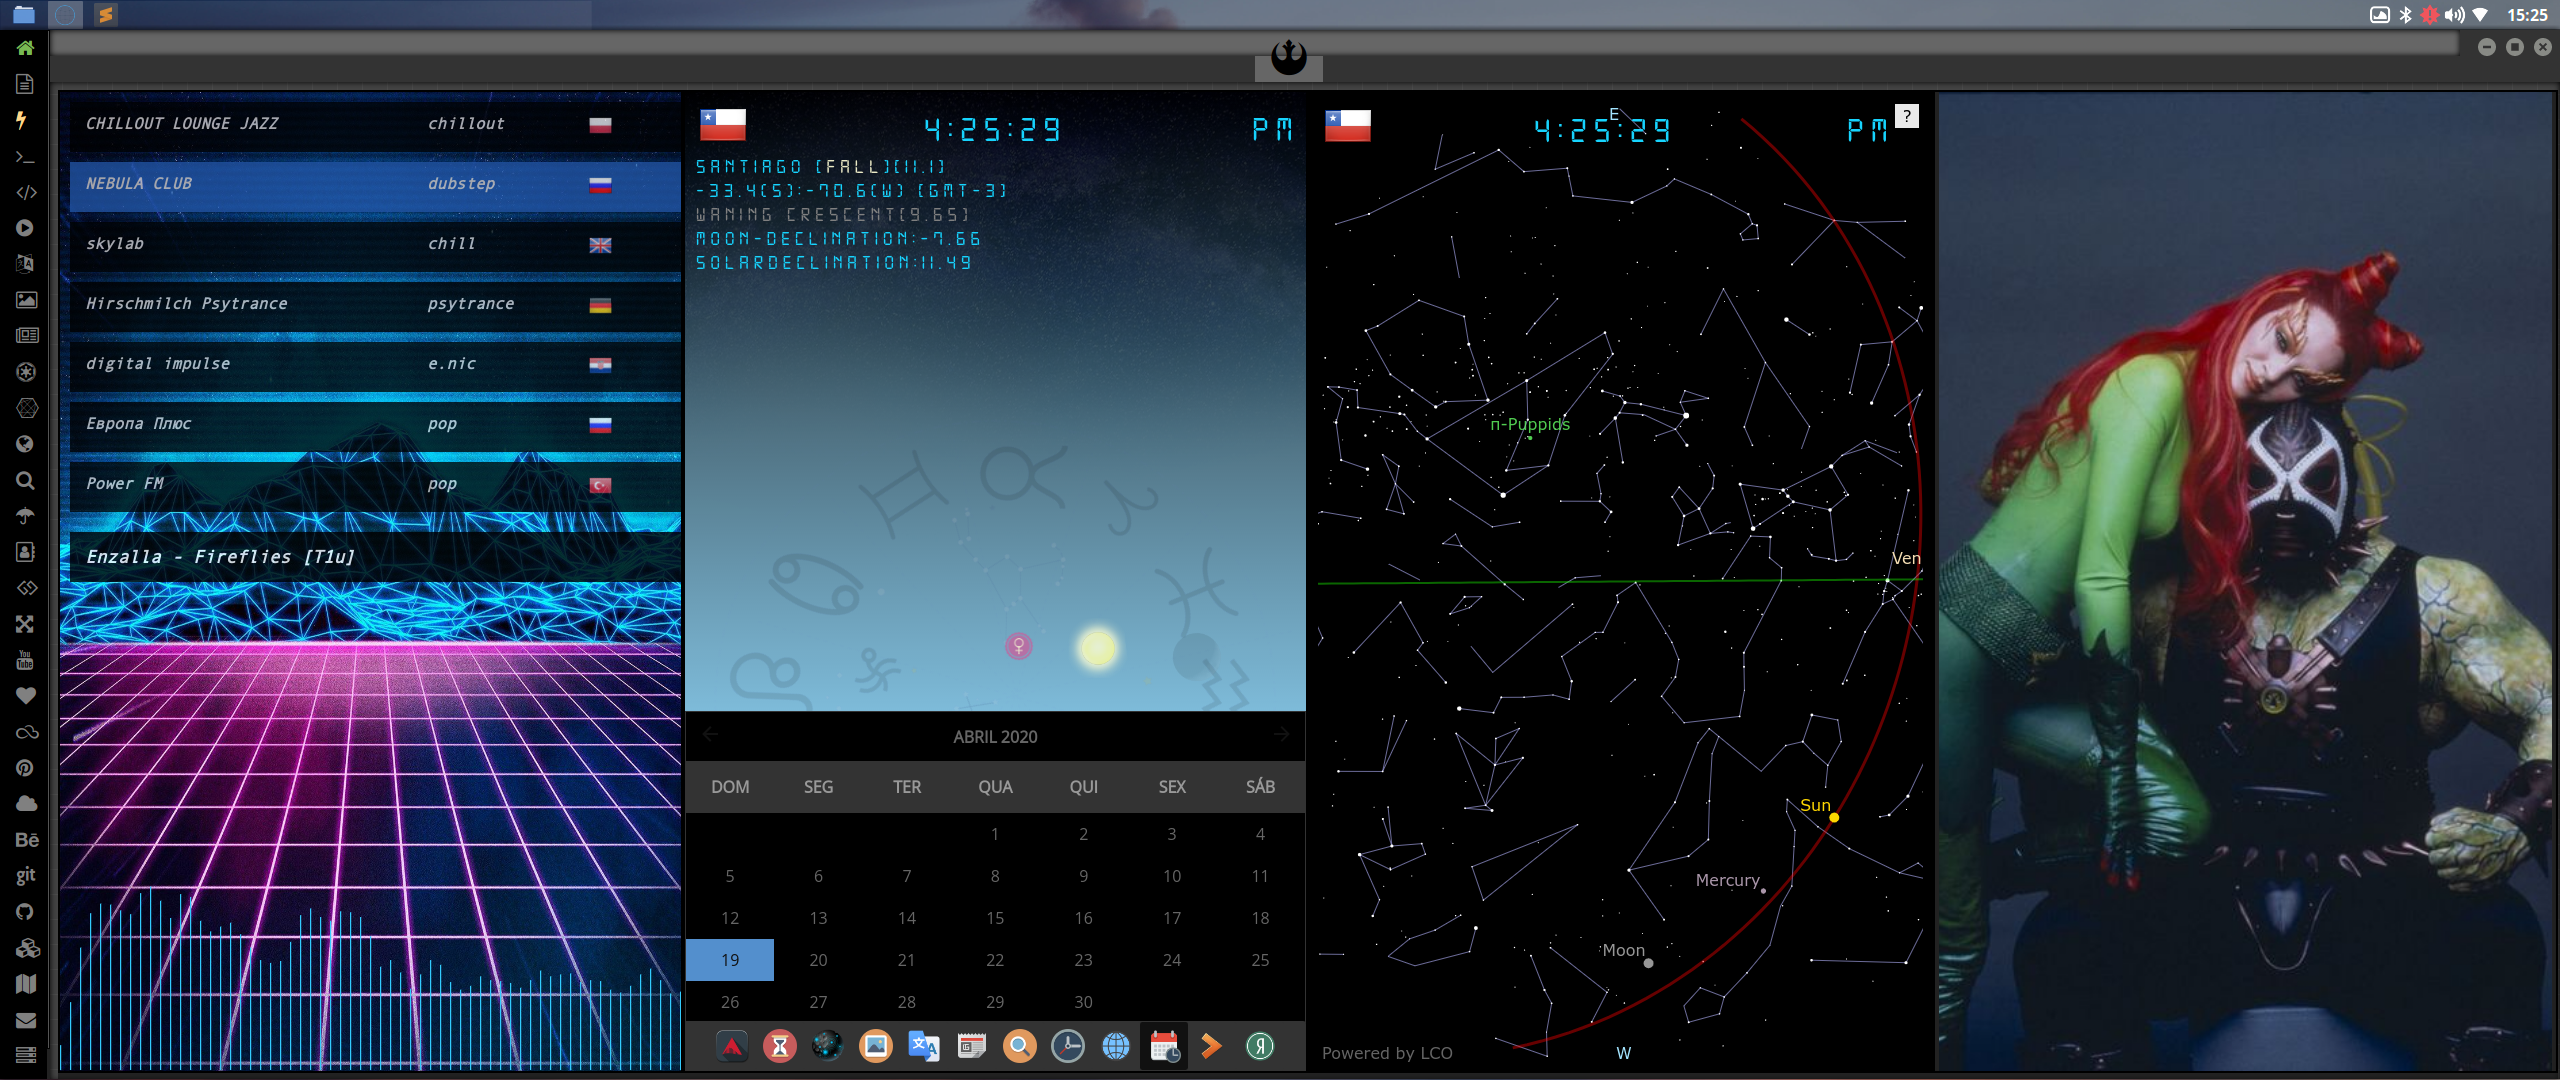 15:25
CHILLOUT LOUNGE JAZZ chillout
NEBULA CLUB dubstep
skylab chill
Hirschmilch Psytrance psytrance
digital impulse e.nic
Европа Плюс pop
Power FM pop
Enzalla - Fireflies [T1u]
You
Tube
Bē
git
4:25:29 PM
SANTIAGO [FALL][11.1]
-33.4(S):-70.6(W) [GMT-3]
WANING CRESCENT[9.65]
MOON-DECLINATION:-7.66
SOLARDECLINATION:11.49
ABRIL 2020
DOM SEG TER QUA QUI SEX SÁB
1 2 3 4
5 6 7 8 9 10 11
12 13 14 15 16 17 18
19 20 21 22 23 24 25
26 27 28 29 30
4:25:29 PM
E
?
π-Puppids
Ven
Sun
Mercury
Moon
Powered by LCO
W